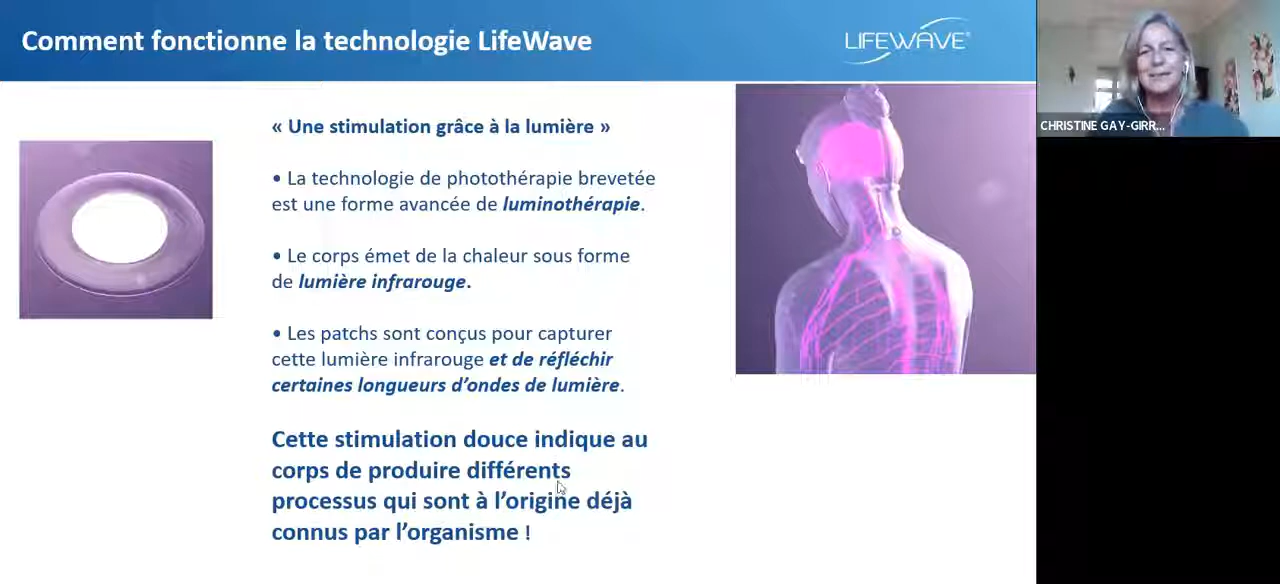 Comment fonctionne la technologie LifeWave
LIFEWAVE®
CHRISTINE GAY-GIRR...
« Une stimulation grâce à la lumière »
• La technologie de photothérapie brevetée
est une forme avancée de luminothérapie.
• Le corps émet de la chaleur sous forme
de lumière infrarouge.
• Les patchs sont conçus pour capturer
cette lumière infrarouge et de réfléchir
certaines longueurs d’ondes de lumière.
Cette stimulation douce indique au
corps de produire différents
processus qui sont à l’origine déjà
connus par l’organisme !